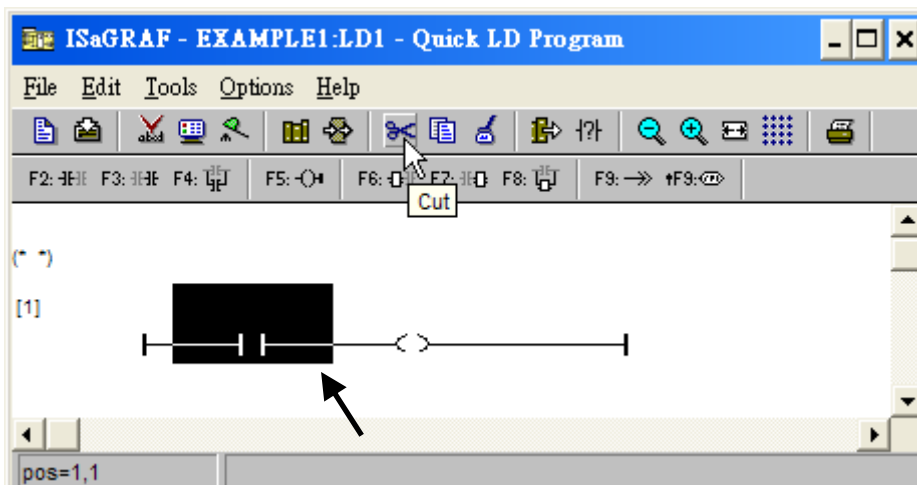 ISaGRAF - EXAMPLE1:LD1 - Quick LD Program
File Edit Tools Options Help
F2: F3: F4: F5: F6: F7: F8: F9: F9:
Cut
(* *)
[1]
pos=1,1